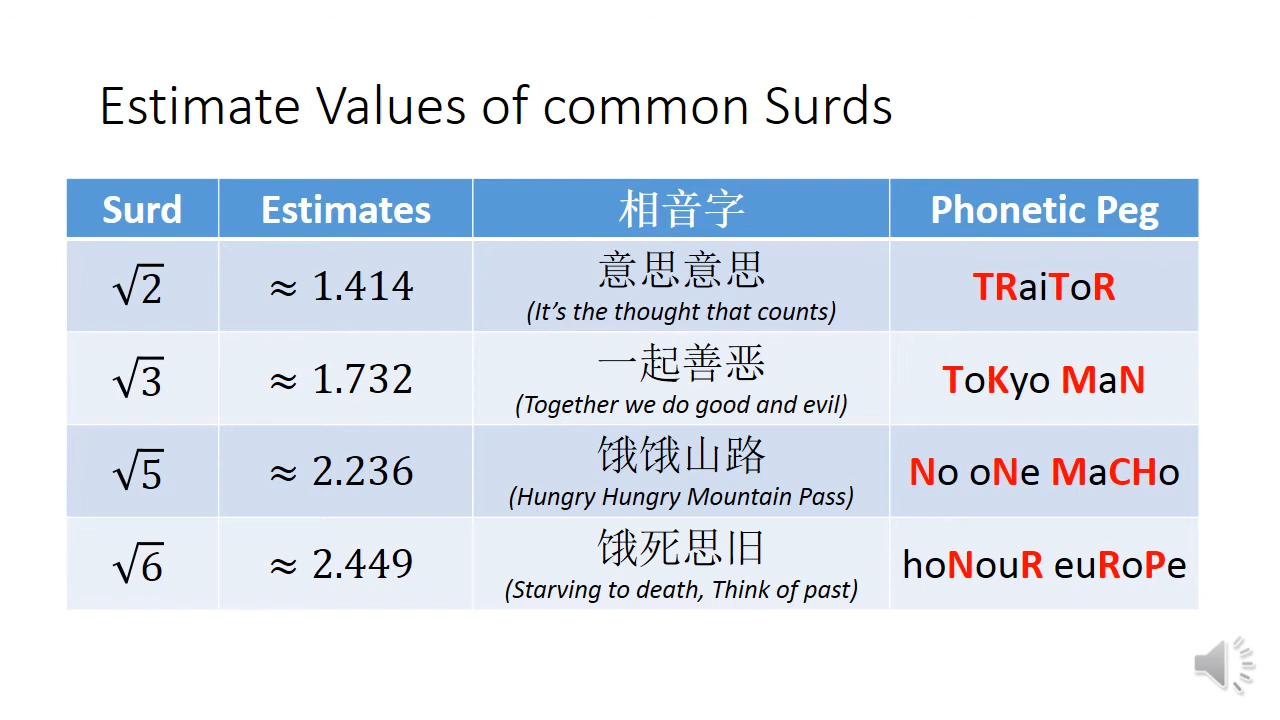 Estimate Values of common Surds
Surd Estimates 相音字 Phonetic Peg
√2 ≈ 1.414 意思意思 TRaiToR
(It's the thought that counts)
√3 ≈ 1.732 一起善恶 ToKyo MaN
(Together we do good and evil)
√5 ≈ 2.236 饿饿山路 No oNe MaCHo
(Hungry Hungry Mountain Pass)
√6 ≈ 2.449 饿死思旧 hoNouR euRoPe
(Starving to death, Think of past)